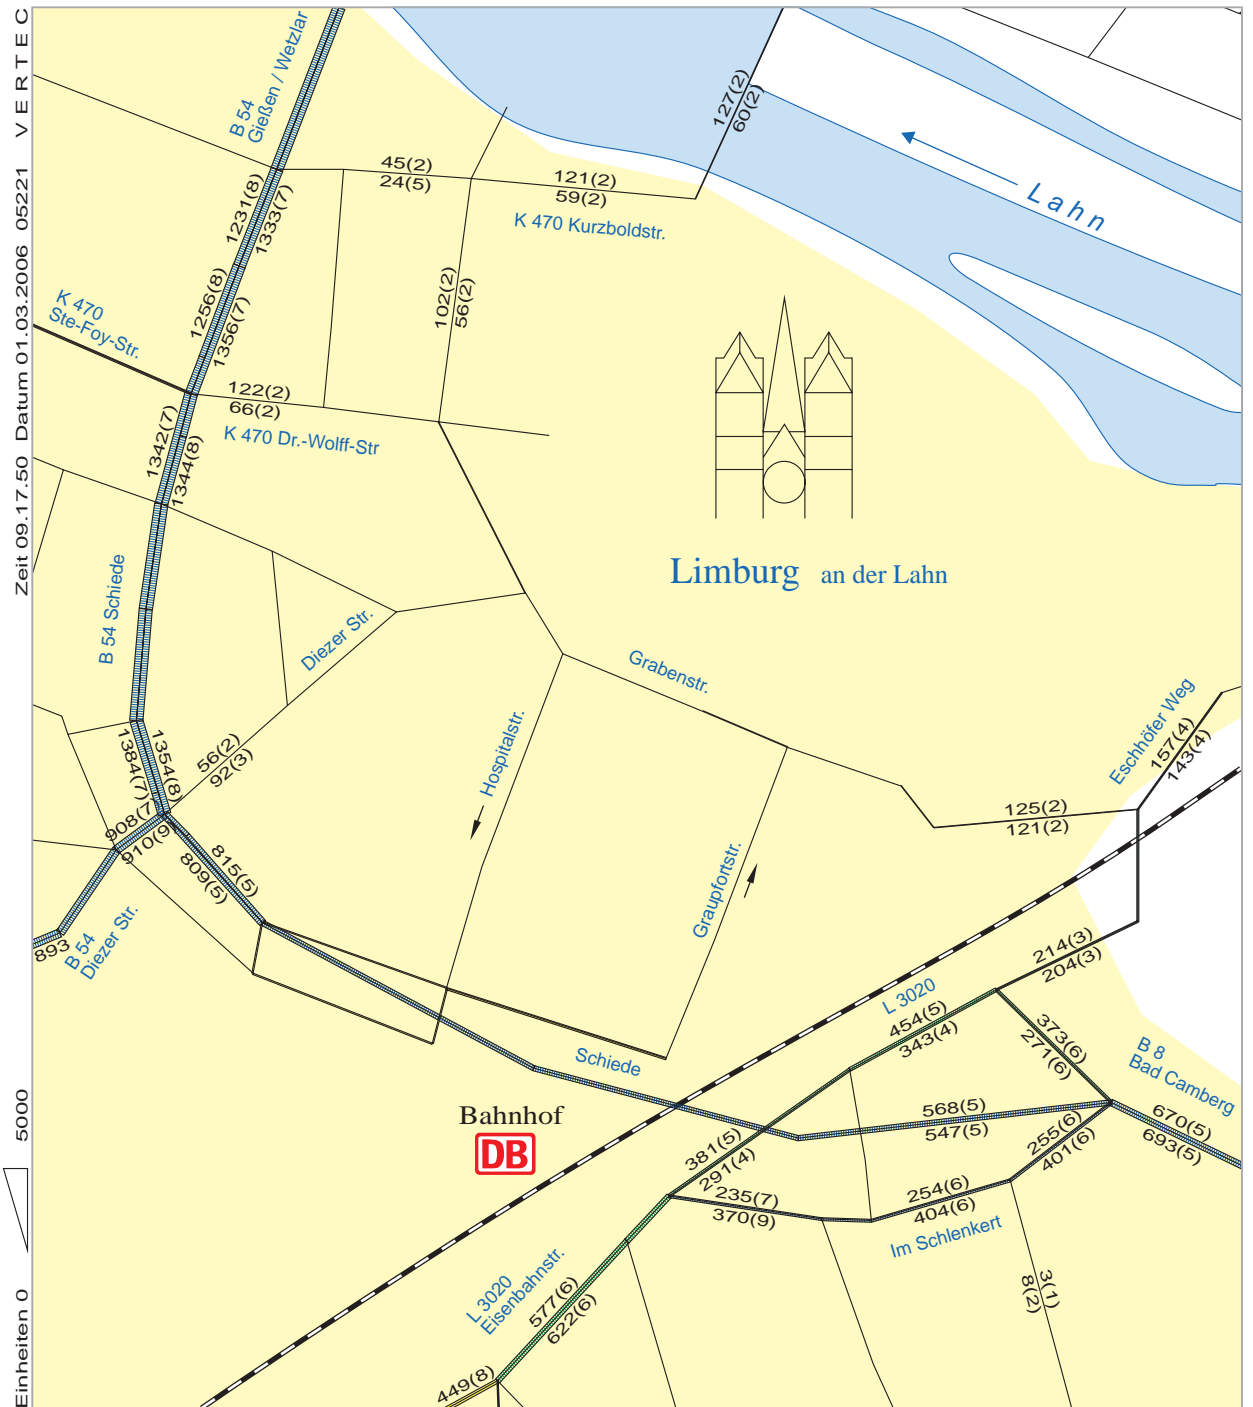 Zeit 09.17.50 Datum 01.03.2006 05221 V E R T E C
Einheiten 0 5000
B 54
Gießen / Wetzlar
127(2)
60(2)
Lahn
45(2)
24(5)
121(2)
59(2)
K 470 Kurzboldstr.
1231(8)
1333(7)
102(2)
56(2)
1256(8)
1356(7)
K 470
Ste-Foy-Str.
122(2)
66(2)
K 470 Dr.-Wolff-Str
1342(7)
1344(8)
Limburg an der Lahn
B 54 Schiede
Diezer Str.
Grabenstr.
Hospitalstr.
Eschhöfer Weg
157(4)
143(4)
1354(8)
1384(7)
56(2)
92(3)
125(2)
121(2)
908(7
910(9)
815(5)
809(5)
Graupfortstr.
893
B 54
Diezer Str.
214(3)
204(3)
L 3020
454(5)
343(4)
373(6)
271(6)
B 8
Bad Camberg
Schiede
Bahnhof
DB
568(5)
547(5)
670(5)
693(5)
381(5)
291(4)
255(6)
401(6)
235(7)
370(9)
254(6)
404(6)
Im Schlenkert
L 3020
Eisenbahnstr.
577(6)
622(6)
3(1)
8(2)
449(8)